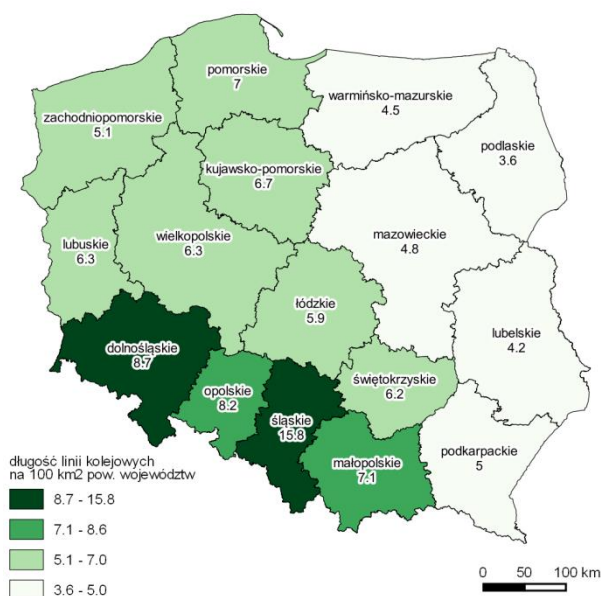 pomorskie
7
warmińsko-mazurskie
4.5
zachodniopomorskie
5.1
podlaskie
3.6
kujawsko-pomorskie
6.7
mazowieckie
4.8
wielkopolskie
6.3
lubuskie
6.3
łódzkie
5.9
lubelskie
4.2
dolnośląskie
8.7
opolskie
8.2
świętokrzyskie
6.2
śląskie
15.8
podkarpackie
5
małopolskie
7.1
długość linii kolejowych
na 100 km2 pow. województw
8.7 - 15.8
7.1 - 8.6
5.1 - 7.0
3.6 - 5.0
0 50 100 km